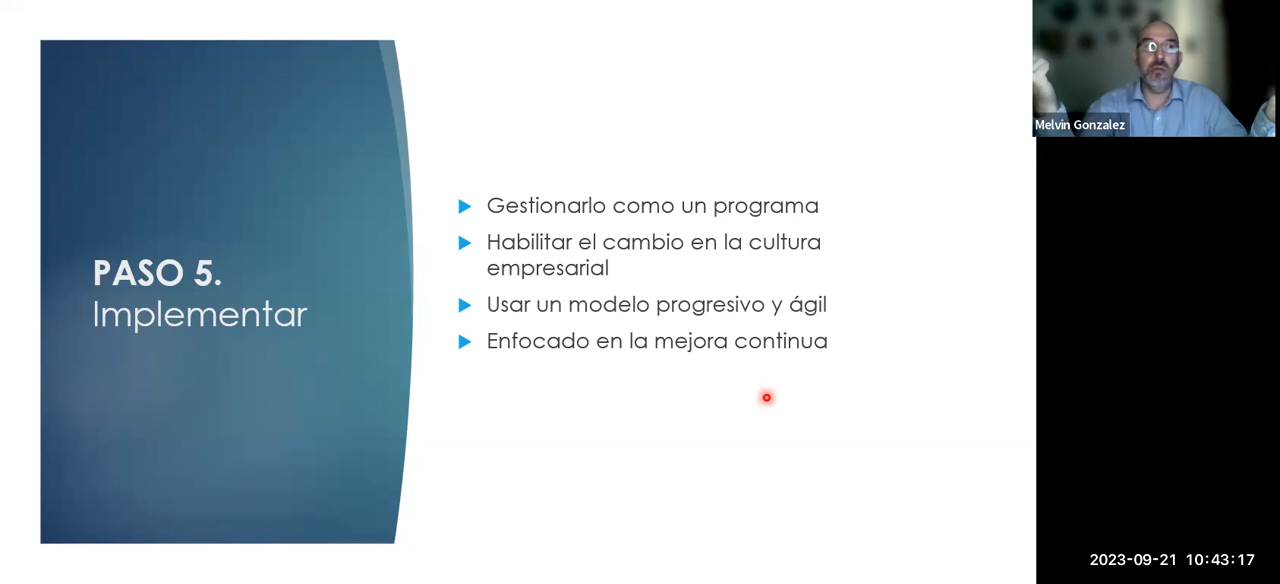 PASO 5.
Implementar
Gestionarlo como un programa
Habilitar el cambio en la cultura
empresarial
Usar un modelo progresivo y ágil
Enfocado en la mejora continua
Melvin Gonzalez
2023-09-21 10:43:17